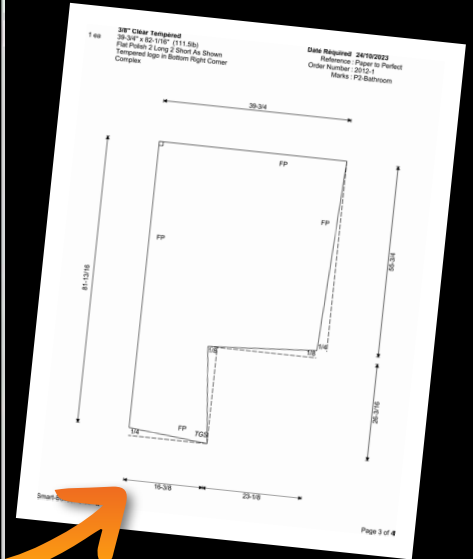 1 ea
3/8" Clear Tempered
39-3/4" x 82-1/16" (111.5lb)
Flat Polish 2 Long 2 Short As Shown
Tempered logo in Bottom Right Corner
Complex
Date Required 24/10/2023
Reference : Paper to Perfect
Order Number : 2012-1
Marks : P2-Bathroom
39-3/4
FP
FP
FP
81-13/16
55-3/4
1/8
1/8
1/4
26-3/16
FP
1/4
TGS
16-3/8
23-1/8
Page 3 of 4